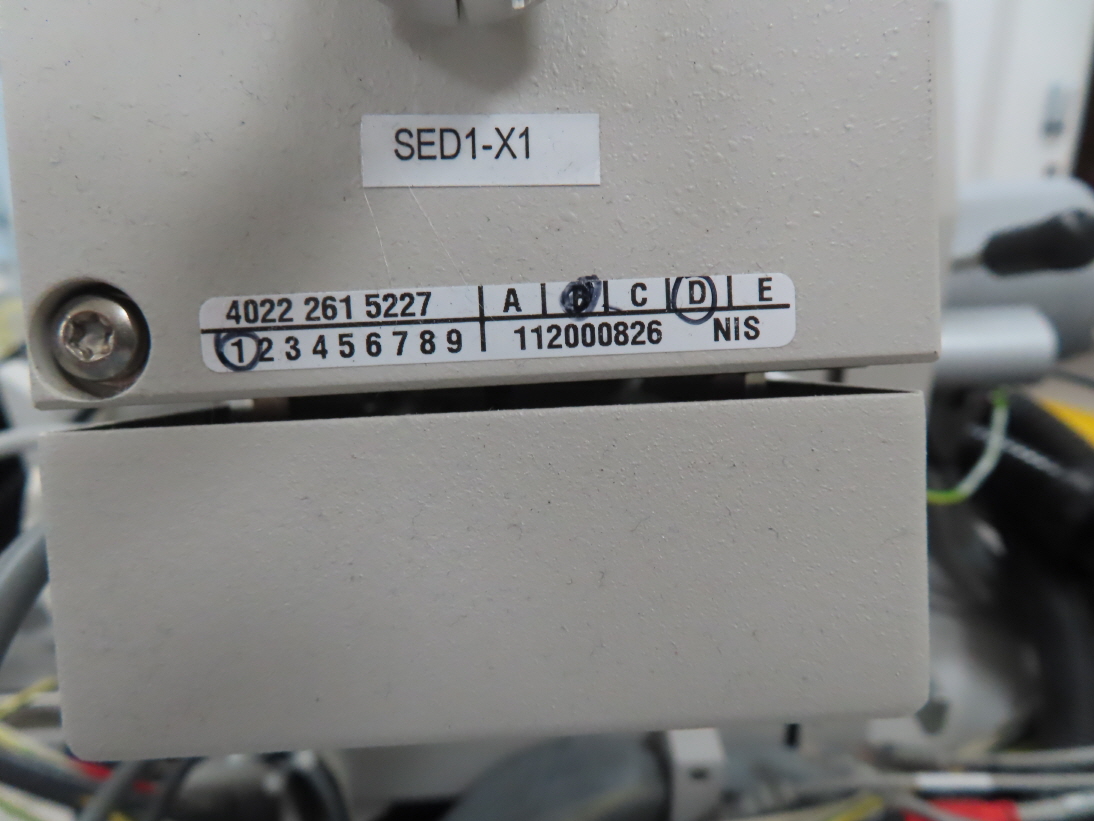 SED1-X1
4022 261 5227 A B C D E
1 2 3 4 5 6 7 8 9 112000826 NIS